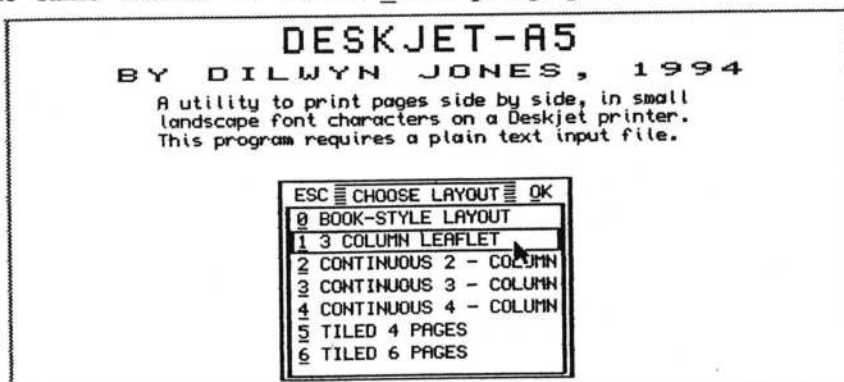 DESKJET-A5
BY DILWYN JONES, 1994
A utility to print pages side by side, in small
landscape font characters on a Deskjet printer.
This program requires a plain text input file.
ESC CHOOSE LAYOUT OK
0 BOOK-STYLE LAYOUT
1 3 COLUMN LEAFLET
2 CONTINUOUS 2 - COLUMN
3 CONTINUOUS 3 - COLUMN
4 CONTINUOUS 4 - COLUMN
5 TILED 4 PAGES
6 TILED 6 PAGES